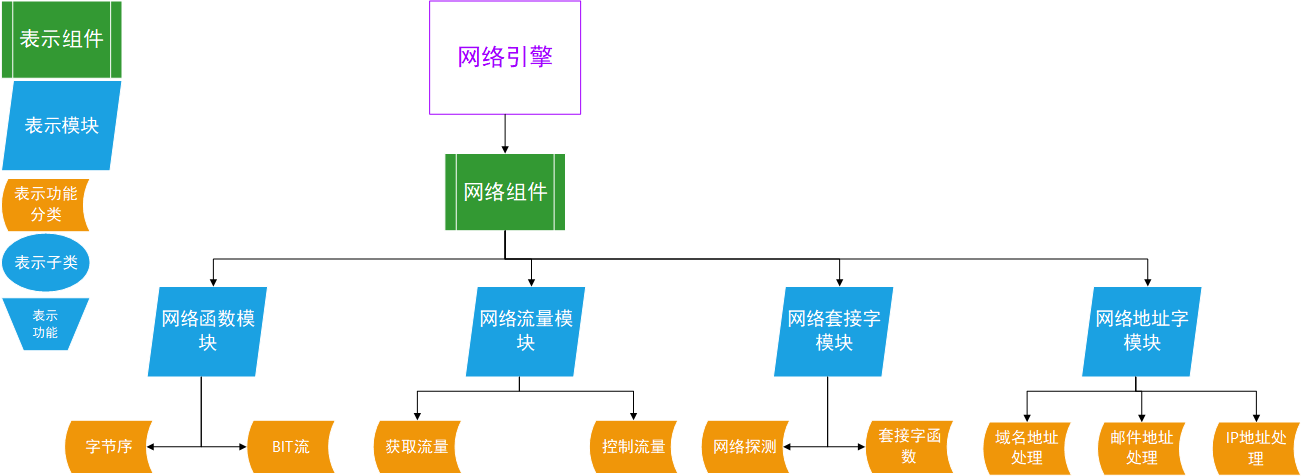 表示组件
表示模块
表示功能
分类
表示子类
表示
功能
网络引擎
网络组件
网络函数模
块
网络流量模
块
网络套接字
模块
网络地址字
模块
字节序
BIT流
获取流量
控制流量
网络探测
套接字函
数
域名地址
处理
邮件地址
处理
IP地址处
理